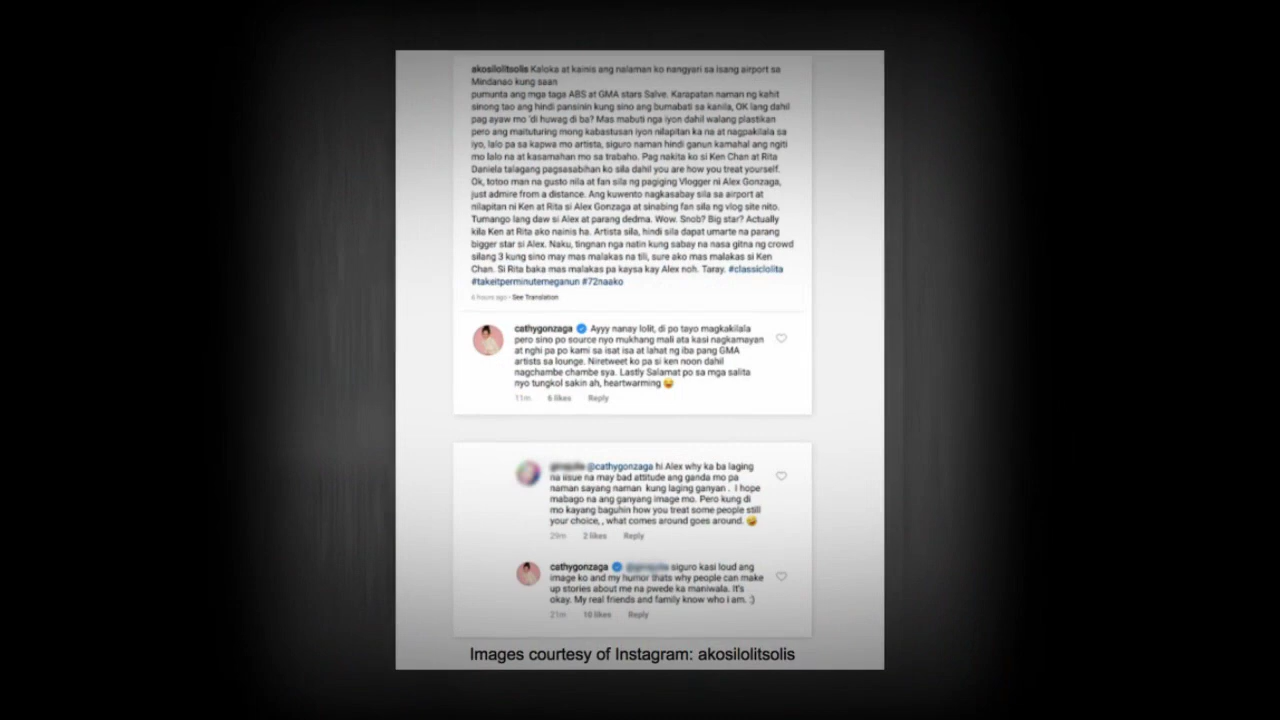 akosilolitsolis Kaloka at kainis ang nalaman ko nangyari sa isang airport sa
Mindanao kung saan
pumunta ang mga taga ABS at GMA stars Salve. Karapatan naman ng kahit
sinong tao ang hindi pansinin kung sino ang bumabati sa kanila, OK lang dahil
pag ayaw mo 'di huwag di ba? Mas mabuti nga iyon dahil walang plastikan
pero ang maituturing mong kabastusan iyon nilapitan ka na at nagpakilala sa
iyo, lalo pa sa kapwa mo artista, siguro naman hindi ganun kamahal ang ngiti
mo lalo na at kasamahan mo sa trabaho. Pag nakita ko si Ken Chan at Rita
Daniela talagang pagsasabihan ko sila dahil you are how you treat yourself.
Ok, totoo man na gusto nila at fan sila ng pagiging Vlogger ni Alex Gonzaga,
just admire from a distance. Ang kuwento nagkasabay sila sa airport at
nilapitan ni Ken at Rita si Alex Gonzaga at sinabing fan sila ng vlog site nito.
Tumango lang daw si Alex at parang dedma. Wow. Snob? Big star? Actually
kila Ken at Rita ako nainis ha. Artista sila, hindi sila dapat umarte na parang
bigger star si Alex. Naku, tingnan nga natin kung sabay na nasa gitna ng crowd
silang 3 kung sino may mas malakas na tili, sure ako mas malakas si Ken
Chan. Si Rita baka mas malakas pa kaysa kay Alex noh. Taray. #classiclolita
#takeitperminutemeganun #72naako
6 hours ago • See Translation
cathygonzaga Ayyy nanay lolit, di po tayo magkakilala
pero sino po source nyo mukhang mali ata kasi nagkamayan
at nghi pa po kami sa isat isa at lahat ng iba pang GMA
artists sa lounge. Niretweet ko pa si ken noon dahil
nagchambe chambe sya. Lastly Salamat po sa mga salita
nyo tungkol sakin ah, heartwarming 😅
11m 6 likes Reply
@cathygonzaga hi Alex why ka ba laging
na iisue na may bad attitude ang ganda mo pa
naman sayang naman kung laging ganyan . I hope
mabago na ang ganyang image mo. Pero kung di
mo kayang baguhin how you treat some people still
your choice, , what comes around goes around. 🤣
29m 2 likes Reply
cathygonzaga siguro kasi loud ang
image ko and my humor thats why people can make
up stories about me na pwede ka maniwala. It's
okay. My real friends and family know who i am. :)
21m 10 likes Reply
Images courtesy of Instagram: akosilolitsolis